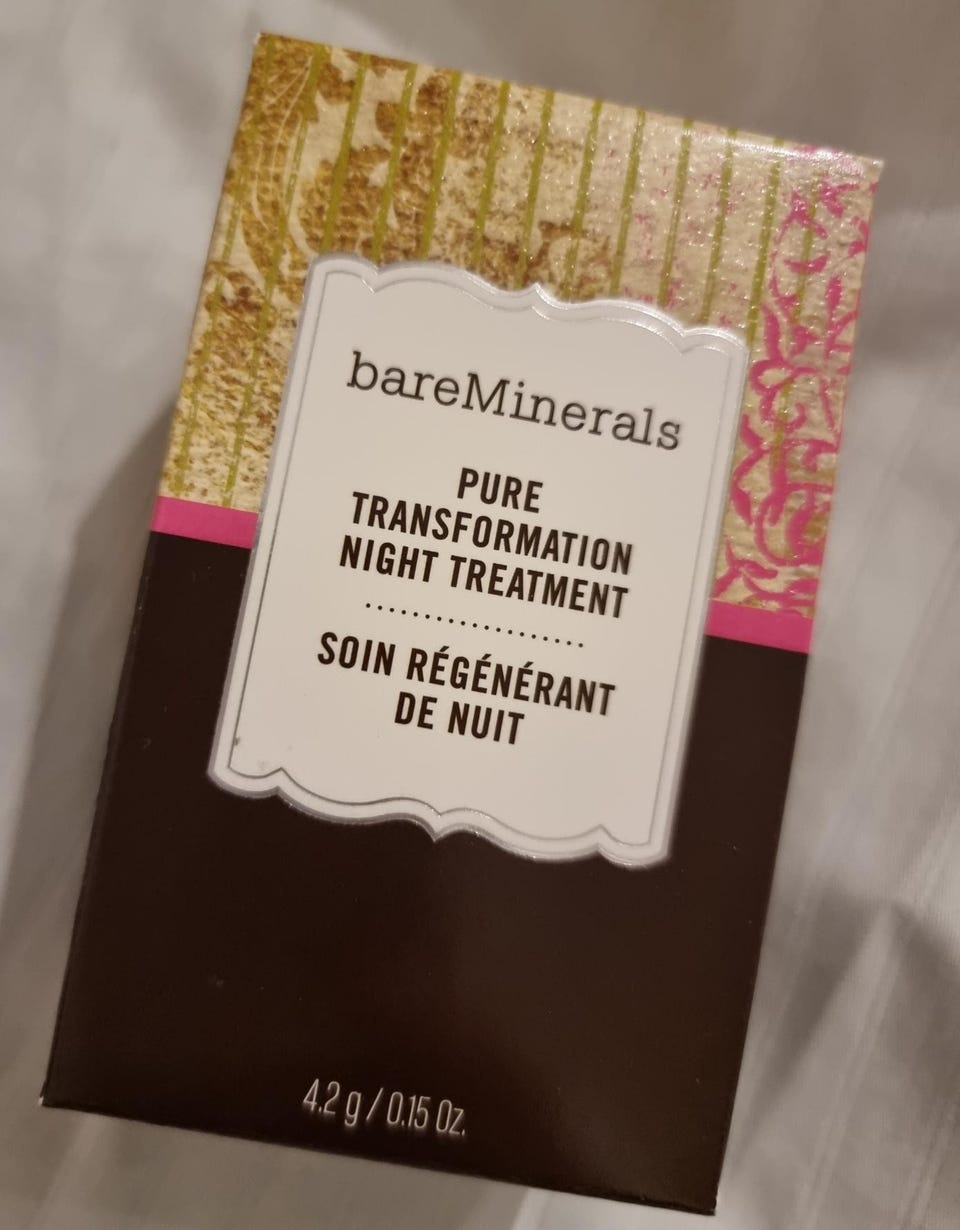 bareMinerals
PURE
TRANSFORMATION
NIGHT TREATMENT
SOIN RÉGÉNÉRANT
DE NUIT
4.2 g / 0.15 Oz.